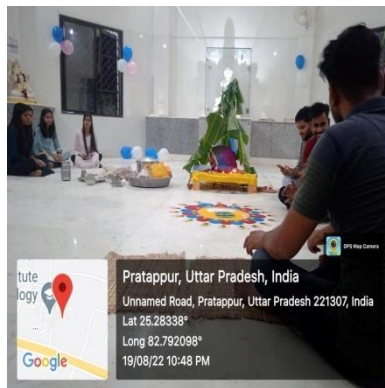 GPS Map Camera
tute
logy
Google
Pratappur, Uttar Pradesh, India
Unnamed Road, Pratappur, Uttar Pradesh 221307, India
Lat 25.28338°
Long 82.792098°
19/08/22 10:48 PM